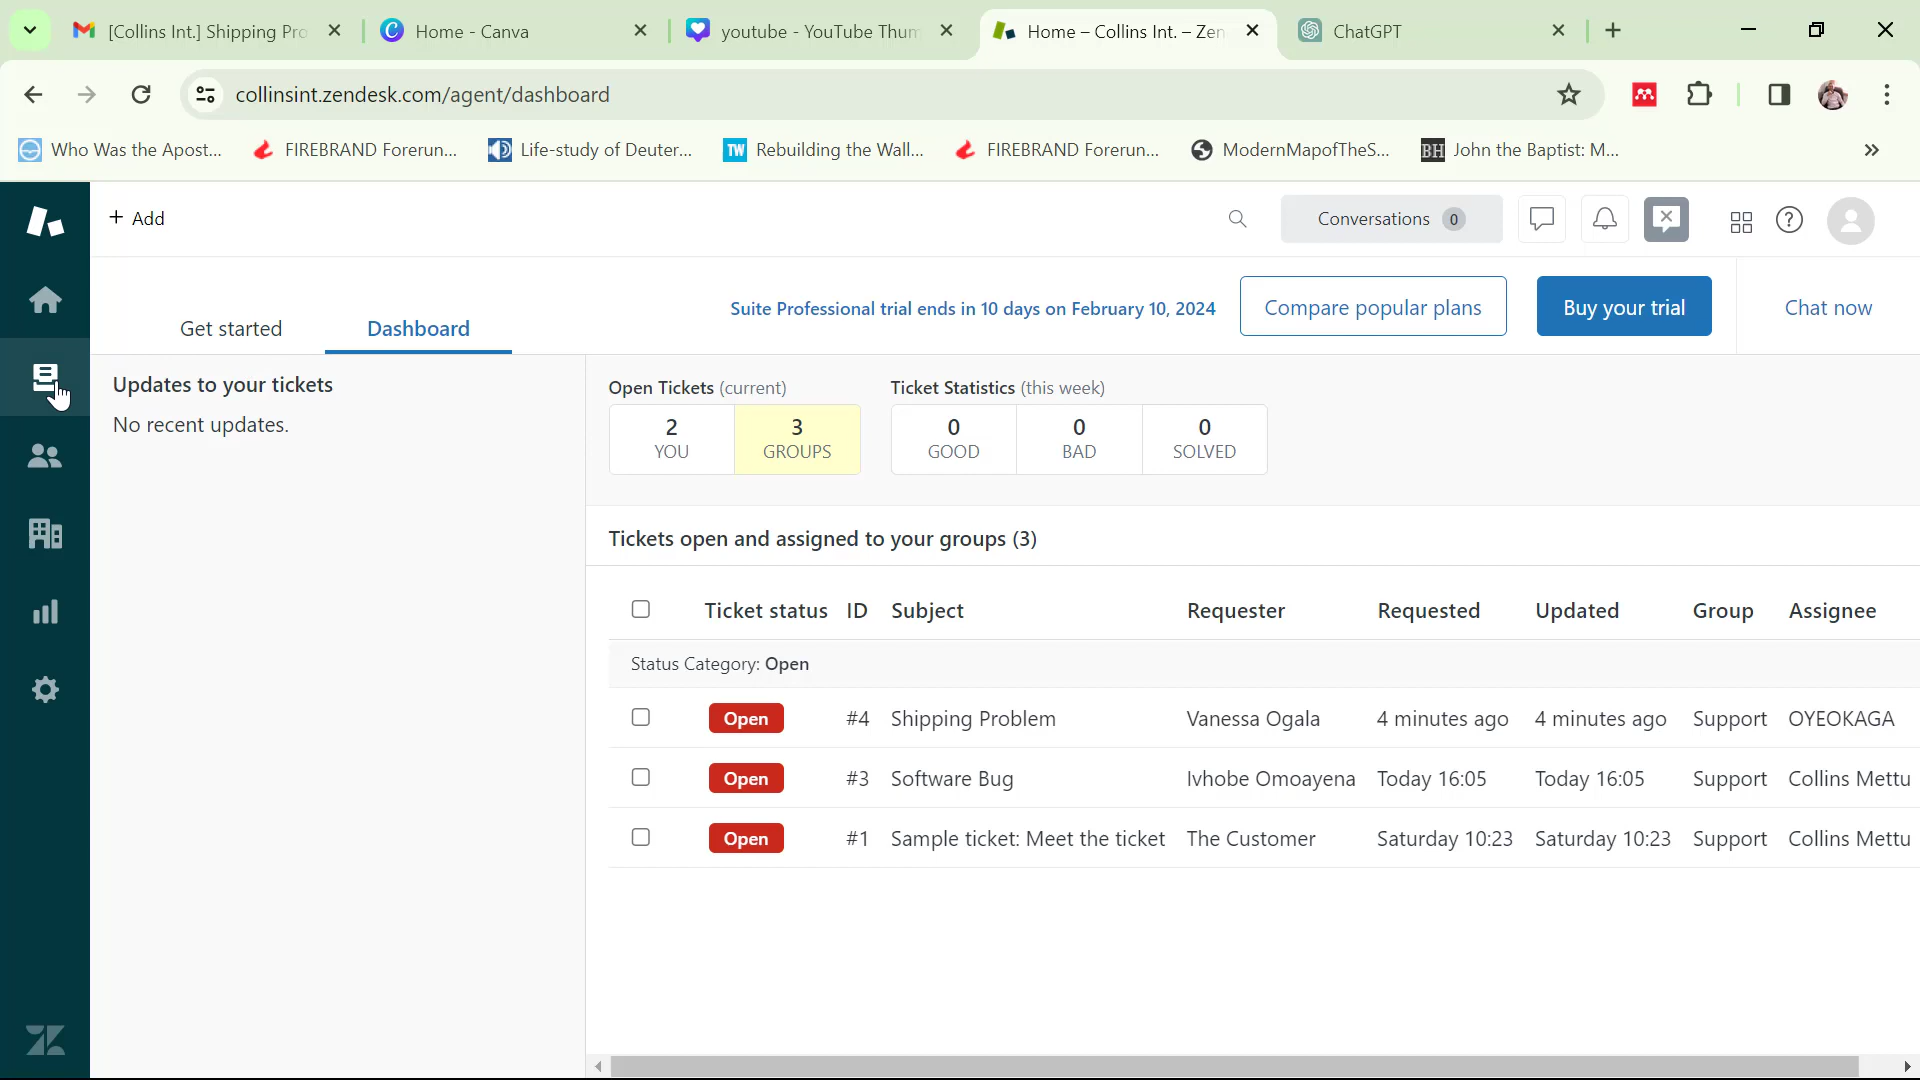 [Collins Int.] Shipping Pro
Home - Canva
youtube - YouTube Thum
Home – Collins Int. – Zen
ChatGPT
collinsint.zendesk.com/agent/dashboard
Who Was the Apost...
FIREBRAND Forerun...
Life-study of Deuter...
TW Rebuilding the Wall...
FIREBRAND Forerun...
ModernMapofTheS...
BH John the Baptist: M...
+ Add
Conversations 0
Get started
Dashboard
Suite Professional trial ends in 10 days on February 10, 2024
Compare popular plans
Buy your trial
Chat now
Updates to your tickets
No recent updates.
Open Tickets (current)
2 YOU
3 GROUPS
Ticket Statistics (this week)
0 GOOD
0 BAD
0 SOLVED
Tickets open and assigned to your groups (3)
Ticket status ID Subject Requester Requested Updated Group Assignee
Status Category: Open
Open #4 Shipping Problem Vanessa Ogala 4 minutes ago 4 minutes ago Support OYEOKAGA
Open #3 Software Bug Ivhobe Omoayena Today 16:05 Today 16:05 Support Collins Mettu
Open #1 Sample ticket: Meet the ticket The Customer Saturday 10:23 Saturday 10:23 Support Collins Mettu